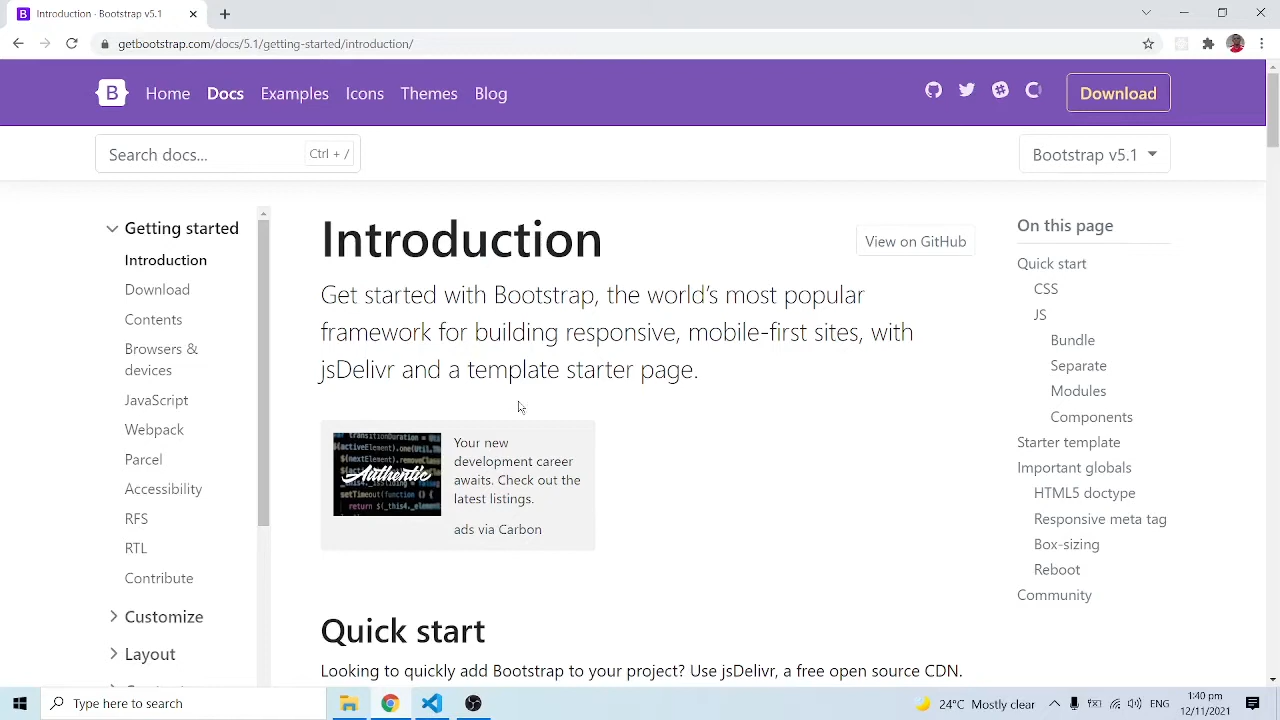 Introduction · Bootstrap v5.1
getbootstrap.com/docs/5.1/getting-started/introduction/
B
Home
Docs
Examples
Icons
Themes
Blog
Download
Search docs...
Ctrl + /
Bootstrap v5.1
Getting started
Introduction
Download
Contents
Browsers &
devices
JavaScript
Webpack
Parcel
Accessibility
RFS
RTL
Contribute
Customize
Layout
Introduction
View on GitHub
Get started with Bootstrap, the world's most popular
framework for building responsive, mobile-first sites, with
jsDelivr and a template starter page.
Authentic
Your new
development career
awaits. Check out the
latest listings.
ads via Carbon
Quick start
Looking to quickly add Bootstrap to your project? Use jsDelivr, a free open source CDN.
On this page
Quick start
CSS
JS
Bundle
Separate
Modules
Components
Starter template
Important globals
HTML5 doctype
Responsive meta tag
Box-sizing
Reboot
Community
Type here to search
24°C Mostly clear
ENG
1:40 pm
12/11/2021